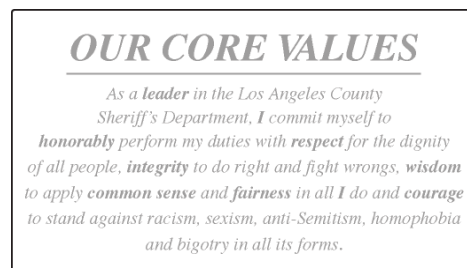 OUR CORE VALUES
As a leader in the Los Angeles County
Sheriff's Department, I commit myself to
honorably perform my duties with respect for the dignity
of all people, integrity to do right and fight wrongs, wisdom
to apply common sense and fairness in all I do and courage
to stand against racism, sexism, anti-Semitism, homophobia
and bigotry in all its forms.